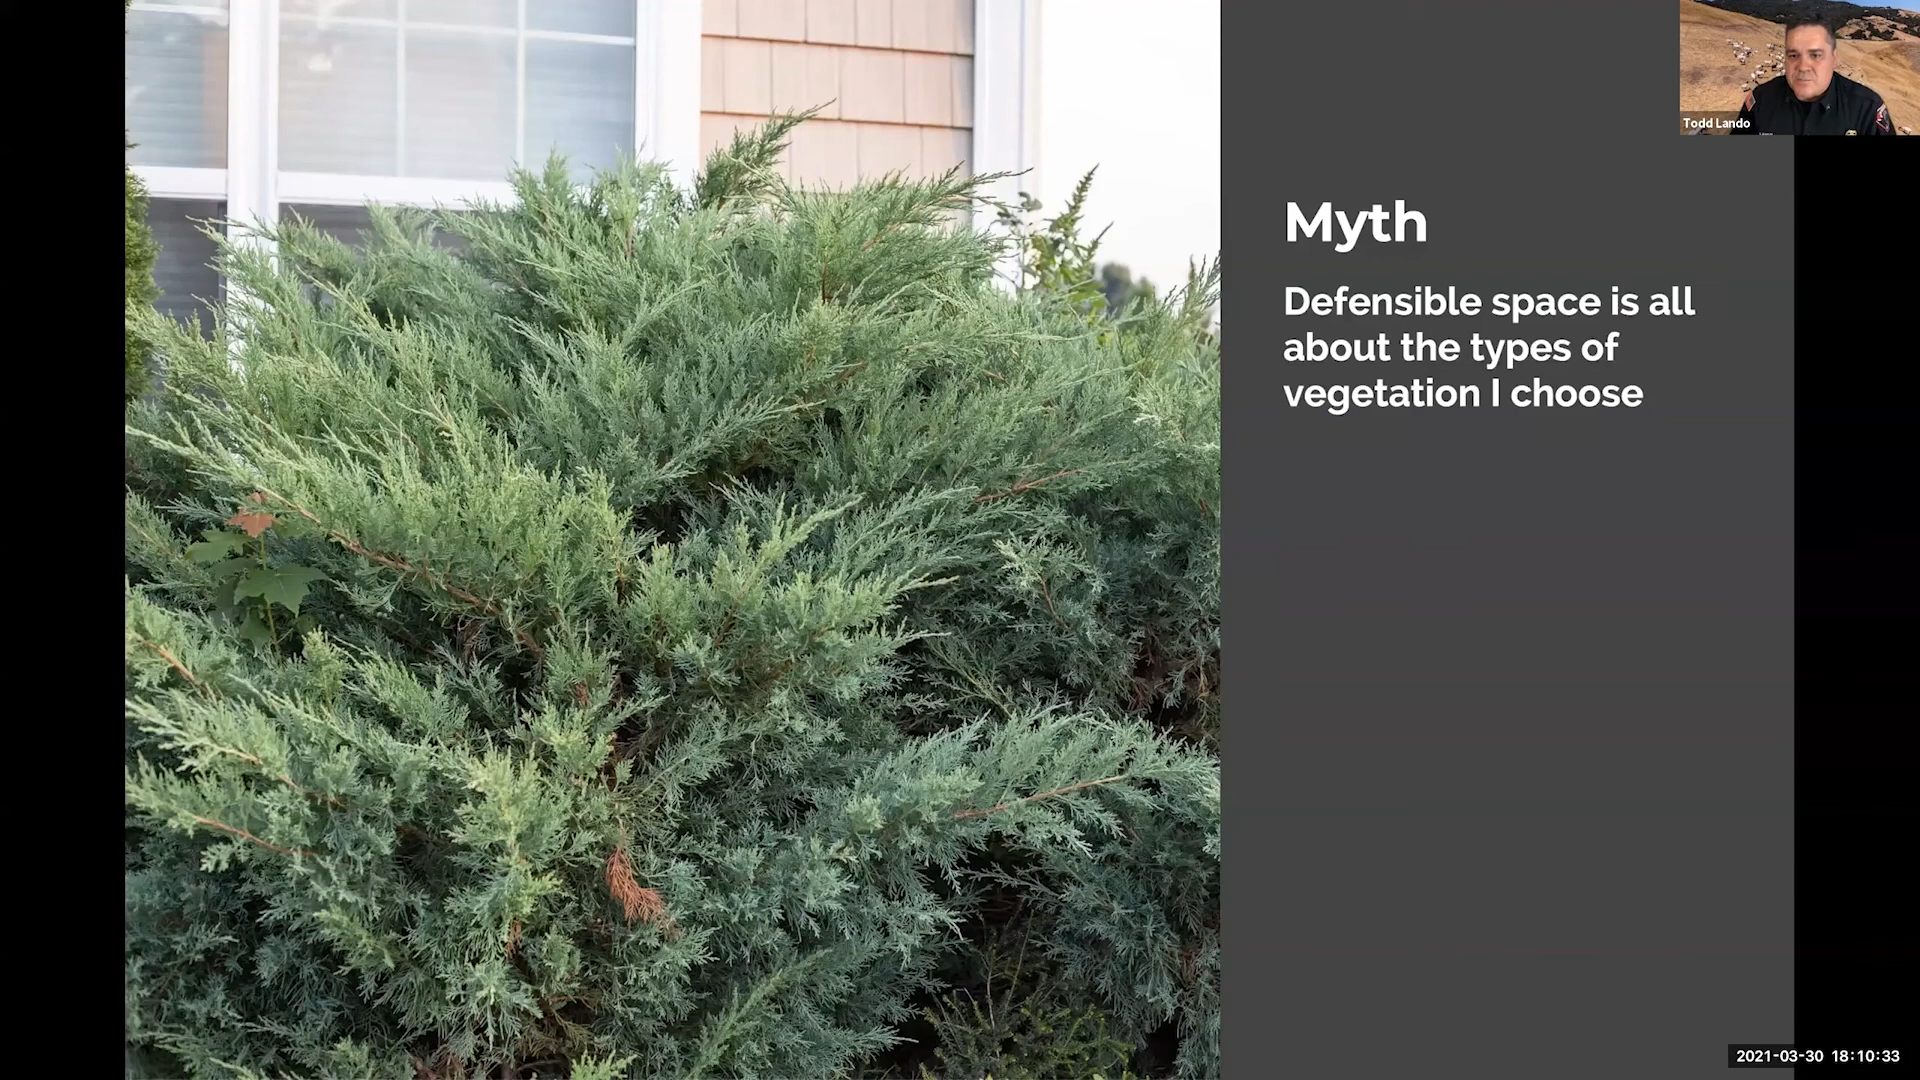 Todd Lando
Myth
Defensible space is all
about the types of
vegetation I choose
2021-03-30 18:10:33